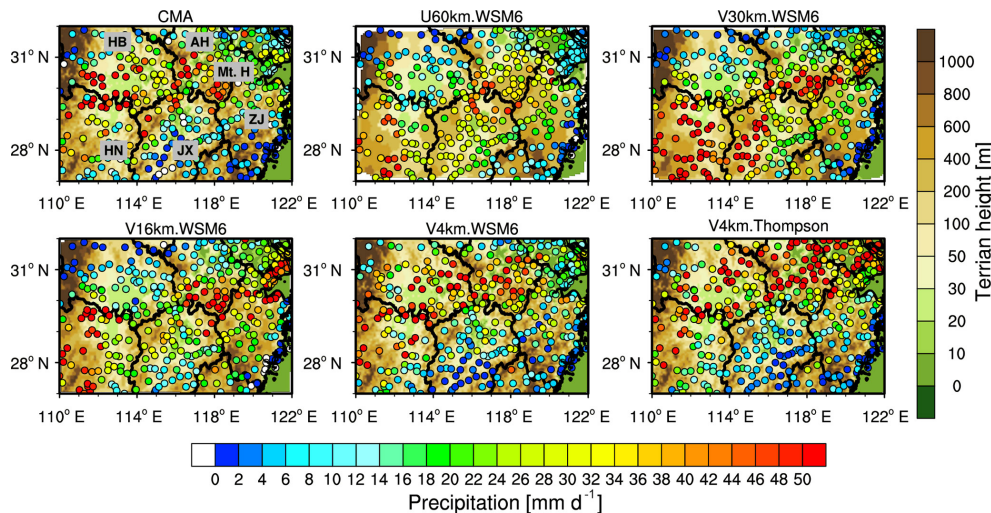 CMA
U60km.WSM6
V30km.WSM6
HB
AH
Mt. H
ZJ
HN
JX
31° N
28° N
31° N
28° N
31° N
28° N
110° E 114° E 118° E 122° E
110° E 114° E 118° E 122° E
110° E 114° E 118° E 122° E
V16km.WSM6
V4km.WSM6
V4km.Thompson
31° N
28° N
31° N
28° N
31° N
28° N
110° E 114° E 118° E 122° E
110° E 114° E 118° E 122° E
110° E 114° E 118° E 122° E
1000
800
600
400
200
100
50
30
20
10
0
Terrian height [m]
0 2 4 6 8 10 12 14 16 18 20 22 24 26 28 30 32 34 36 38 40 42 44 46 48 50
Precipitation [mm d⁻¹]